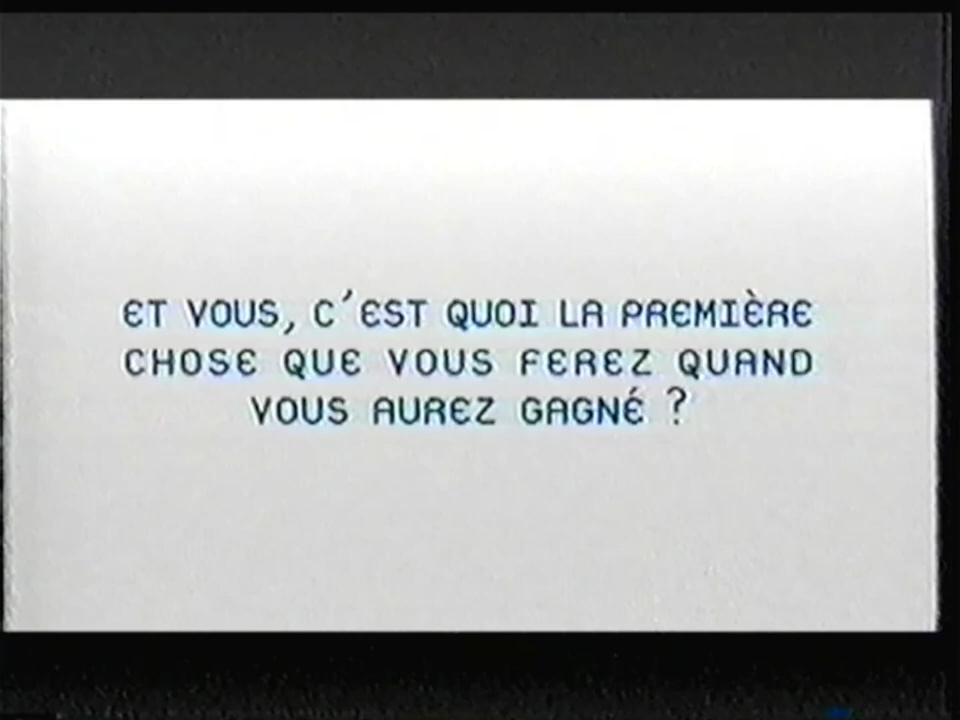 ET VOUS, C'EST QUOI LA PREMIÈRE
CHOSE QUE VOUS FEREZ QUAND
VOUS AUREZ GAGNÉ ?